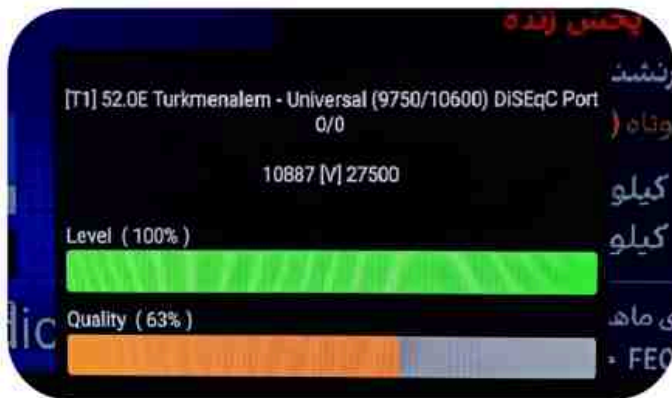 پخش زنده
[T1] 52.0E Turkmenalem - Universal (9750/10600) DiSEqC Port
0/0
10887 [V] 27500
کیلو
Level ( 100% )
کیلو
Quality ( 63% )
FEC